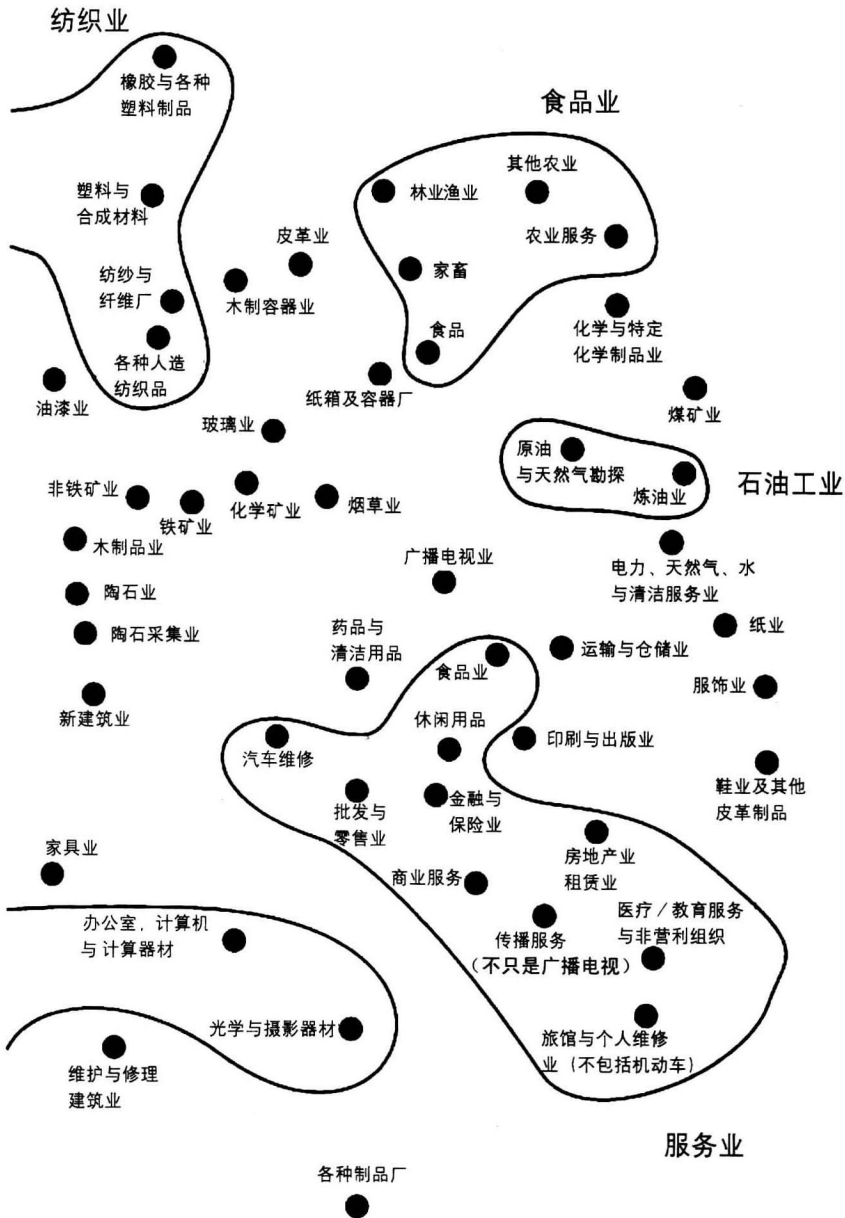 纺织业
橡胶与各种
塑料制品
食品业
其他农业
林业渔业
塑料与
合成材料
农业服务
皮革业
家畜
纺纱与
纤维厂
木制容器业
食品
化学与特定
化学制品业
各种人造
纺织品
油漆业
纸箱及容器厂
煤矿业
玻璃业
原油
与天然气勘探
石油工业
炼油业
非铁矿业
铁矿业
化学矿业
烟草业
木制品业
广播电视业
电力、天然气、水
与清洁服务业
陶石业
纸业
陶石采集业
药品与
清洁用品
食品业
运输与仓储业
服饰业
新建筑业
休闲用品
印刷与出版业
汽车维修
鞋业及其他
皮革制品
批发与
零售业
金融与
保险业
家具业
房地产业
租赁业
商业服务
办公室，计算机
与计算器材
医疗／教育服务
与非营利组织
传播服务
（不只是广播电视）
光学与摄影器材
旅馆与个人维修
业（不包括机动车）
维护与修理
建筑业
服务业
各种制品厂